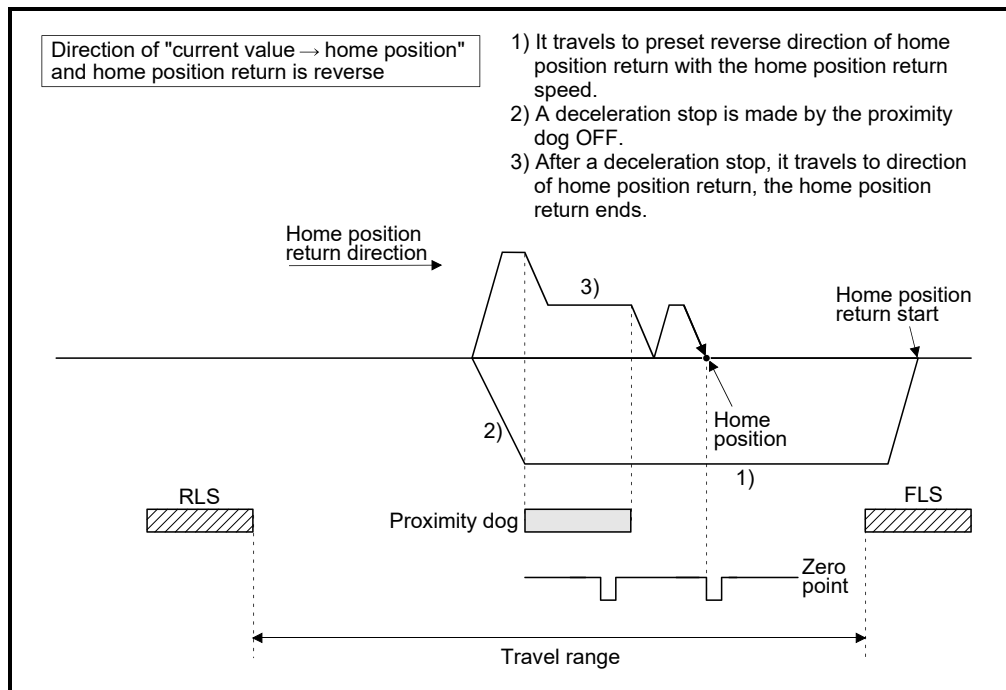 Direction of "current value → home position"
and home position return is reverse
1) It travels to preset reverse direction of home
position return with the home position return
speed.
2) A deceleration stop is made by the proximity
dog OFF.
3) After a deceleration stop, it travels to direction
of home position return, the home position
return ends.
Home position
return direction
3)
Home position
return start
Home
position
2)
1)
RLS
FLS
Proximity dog
Zero
point
Travel range